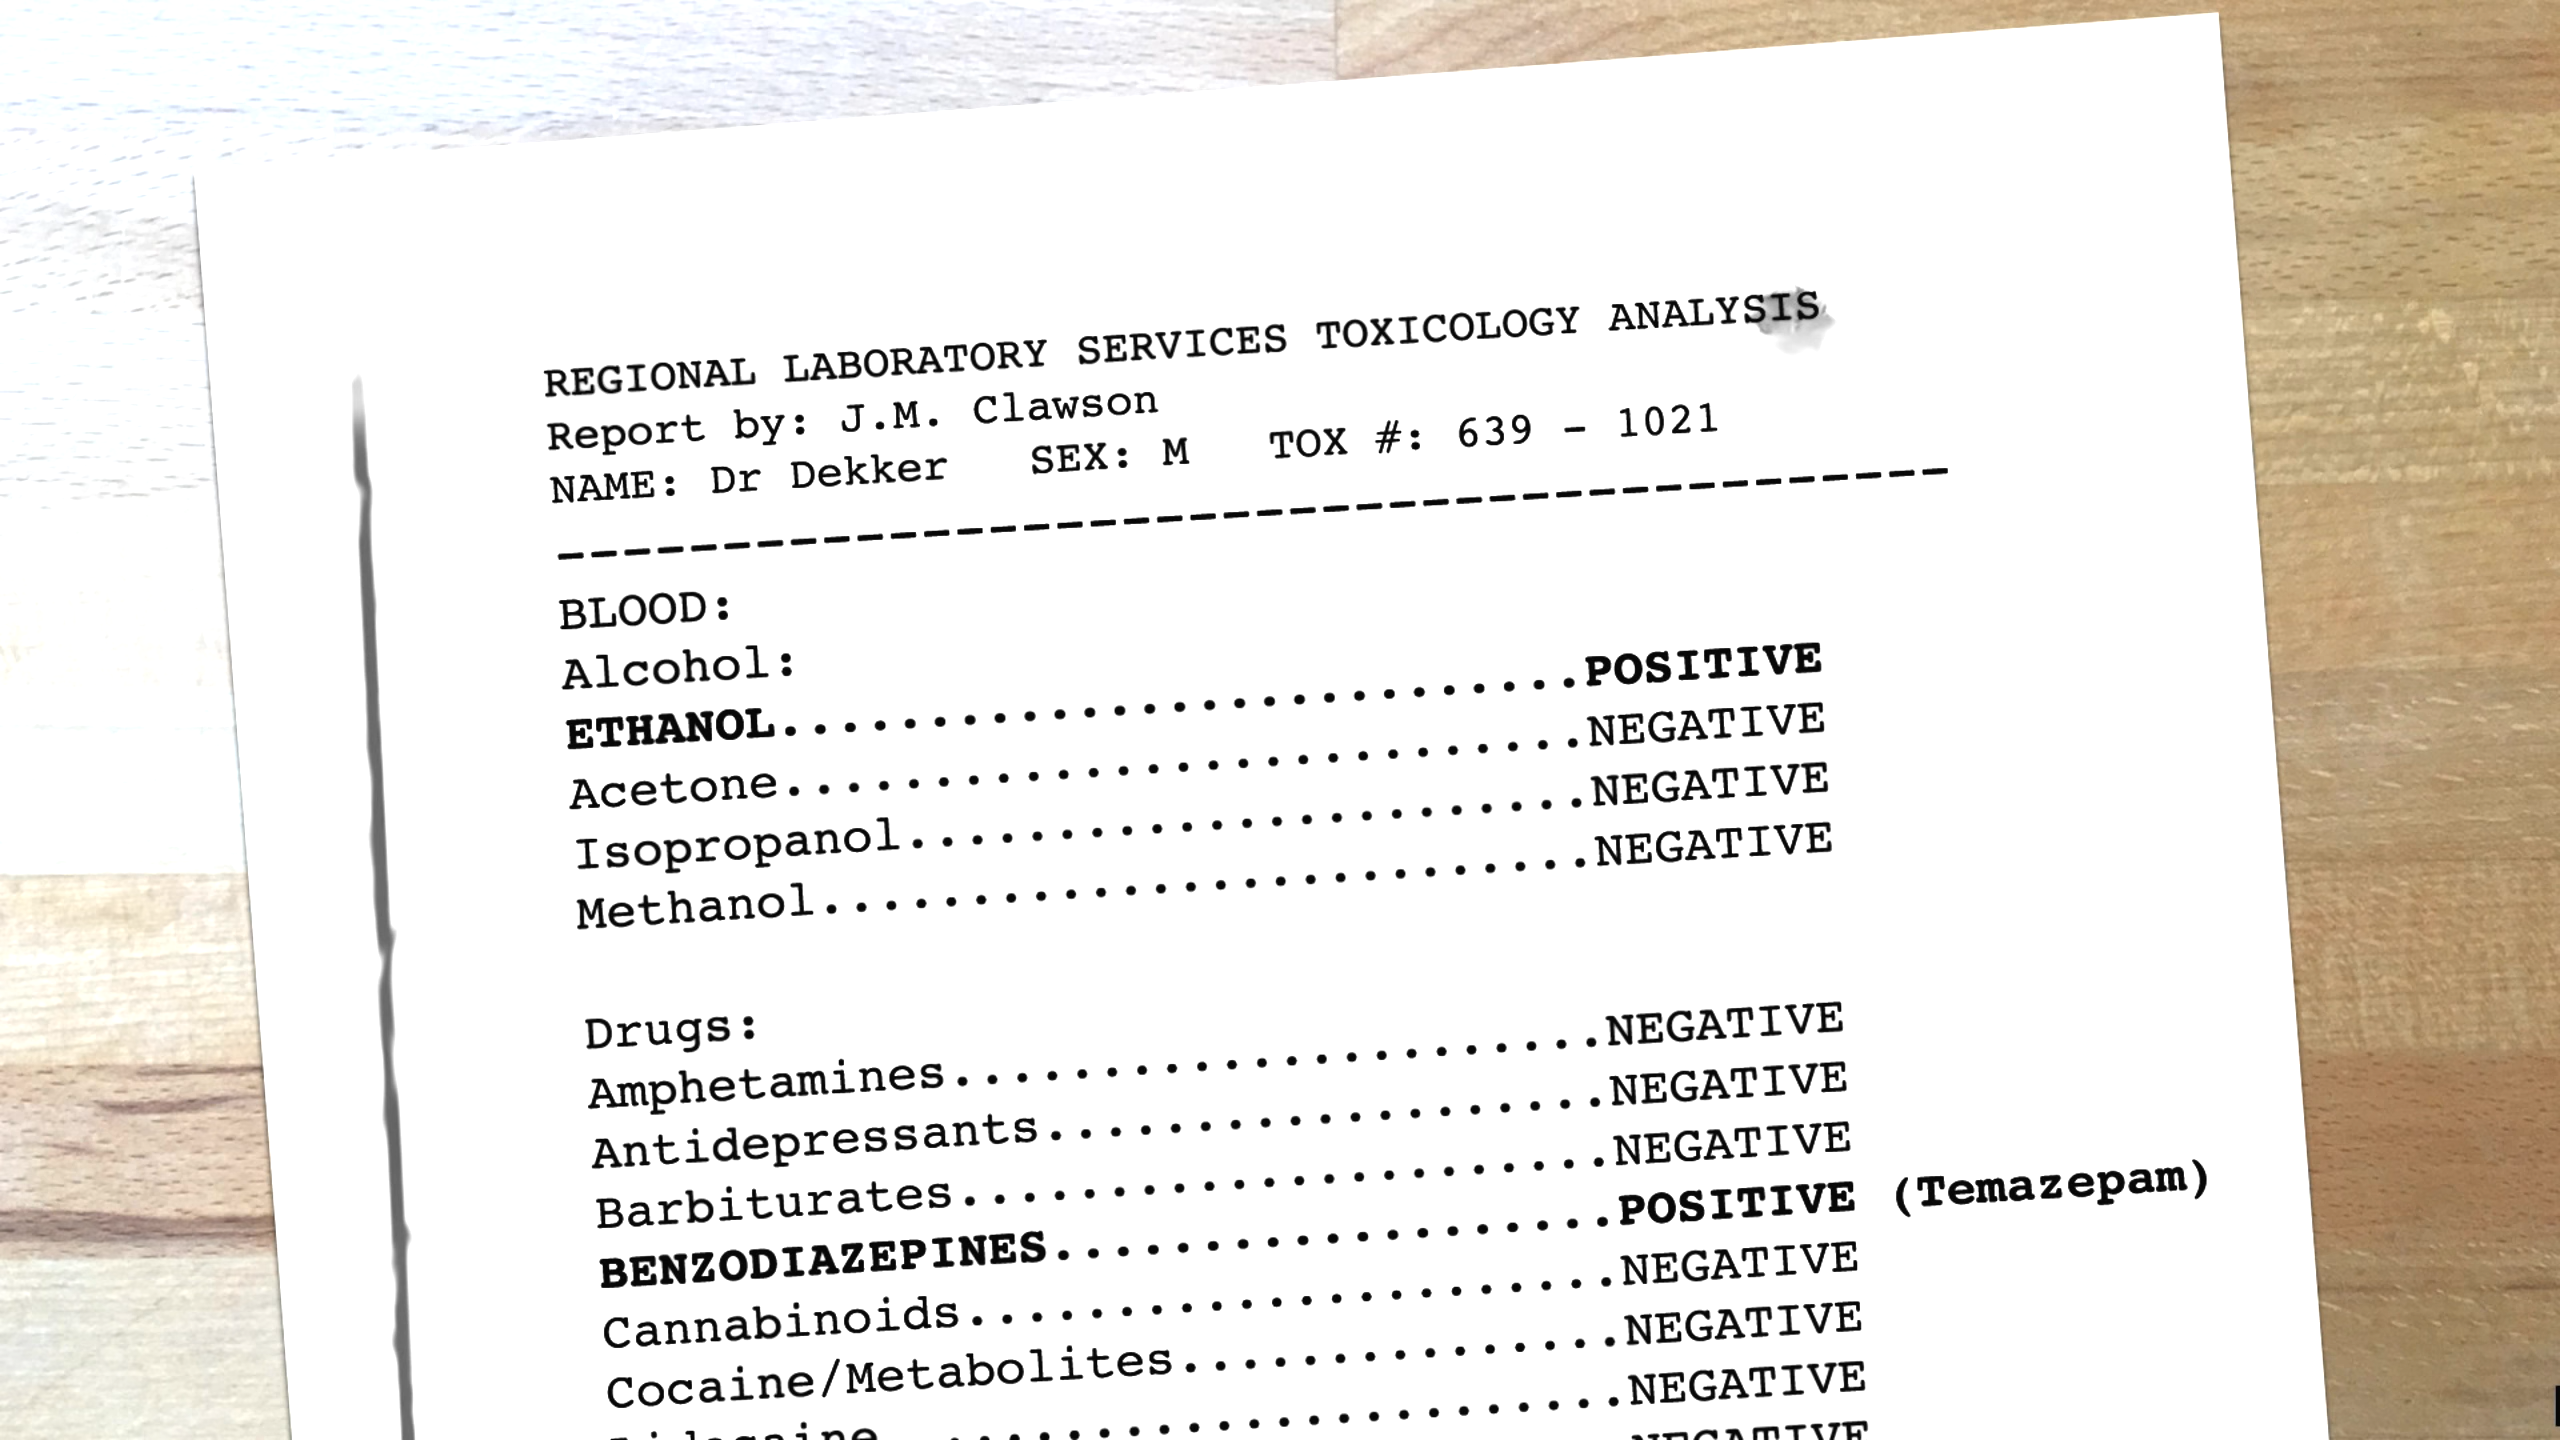 REGIONAL LABORATORY SERVICES TOXICOLOGY ANALYSIS
Report by: J.M. Clawson
NAME: Dr Dekker SEX: M TOX #: 639 - 1021
------------------------------------------
BLOOD:
Alcohol:
ETHANOL...........................POSITIVE
Acetone...........................NEGATIVE
Isopropanol.......................NEGATIVE
Methanol..........................NEGATIVE
Drugs:
Amphetamines......................NEGATIVE
Antidepressants...................NEGATIVE
Barbiturates......................NEGATIVE
BENZODIAZEPINES...................POSITIVE (Temazepam)
Cannabinoids......................NEGATIVE
Cocaine/Metabolites...............NEGATIVE
.......................NEGATIVE
NEGATIVE